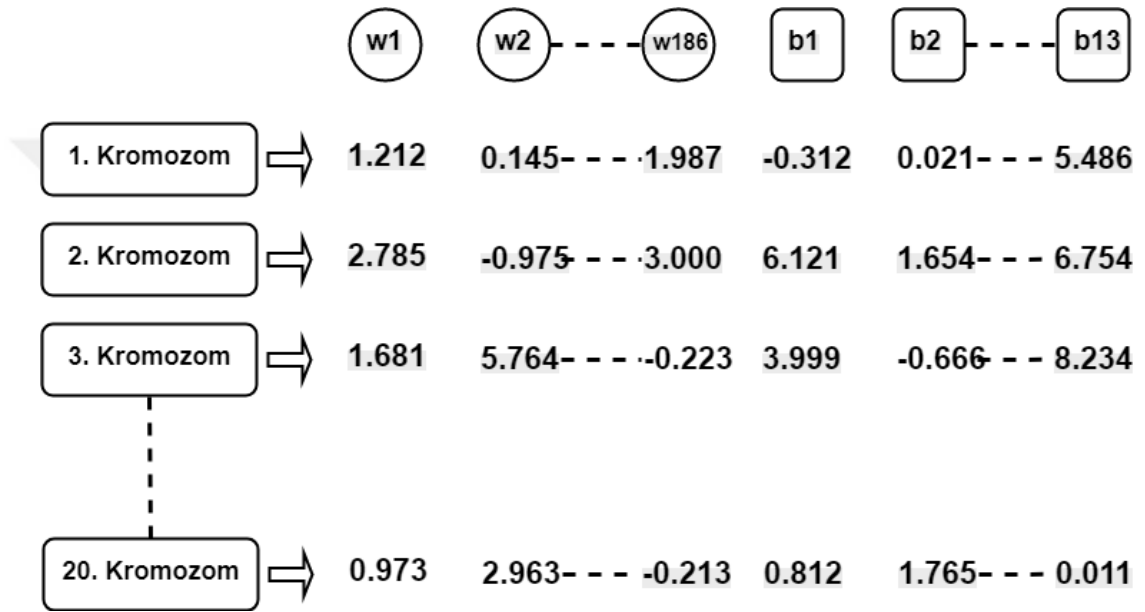 w1 w2 w186 b1 b2 b13
1. Kromozom 1.212 0.145 1.987 -0.312 0.021 5.486
2. Kromozom 2.785 -0.975 3.000 6.121 1.654 6.754
3. Kromozom 1.681 5.764 -0.223 3.999 -0.666 8.234
20. Kromozom 0.973 2.963 -0.213 0.812 1.765 0.011